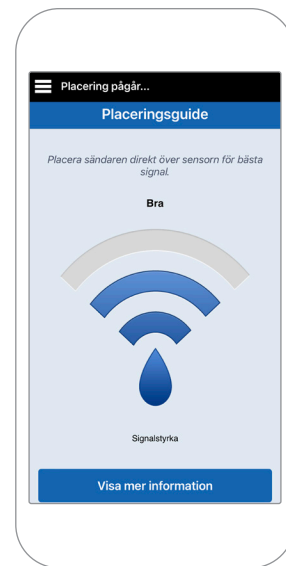 Placering pågår...
Placeringsguide
Placera sändaren direkt över sensorn för bästa
signal.
Bra
Signalstyrka
Visa mer information